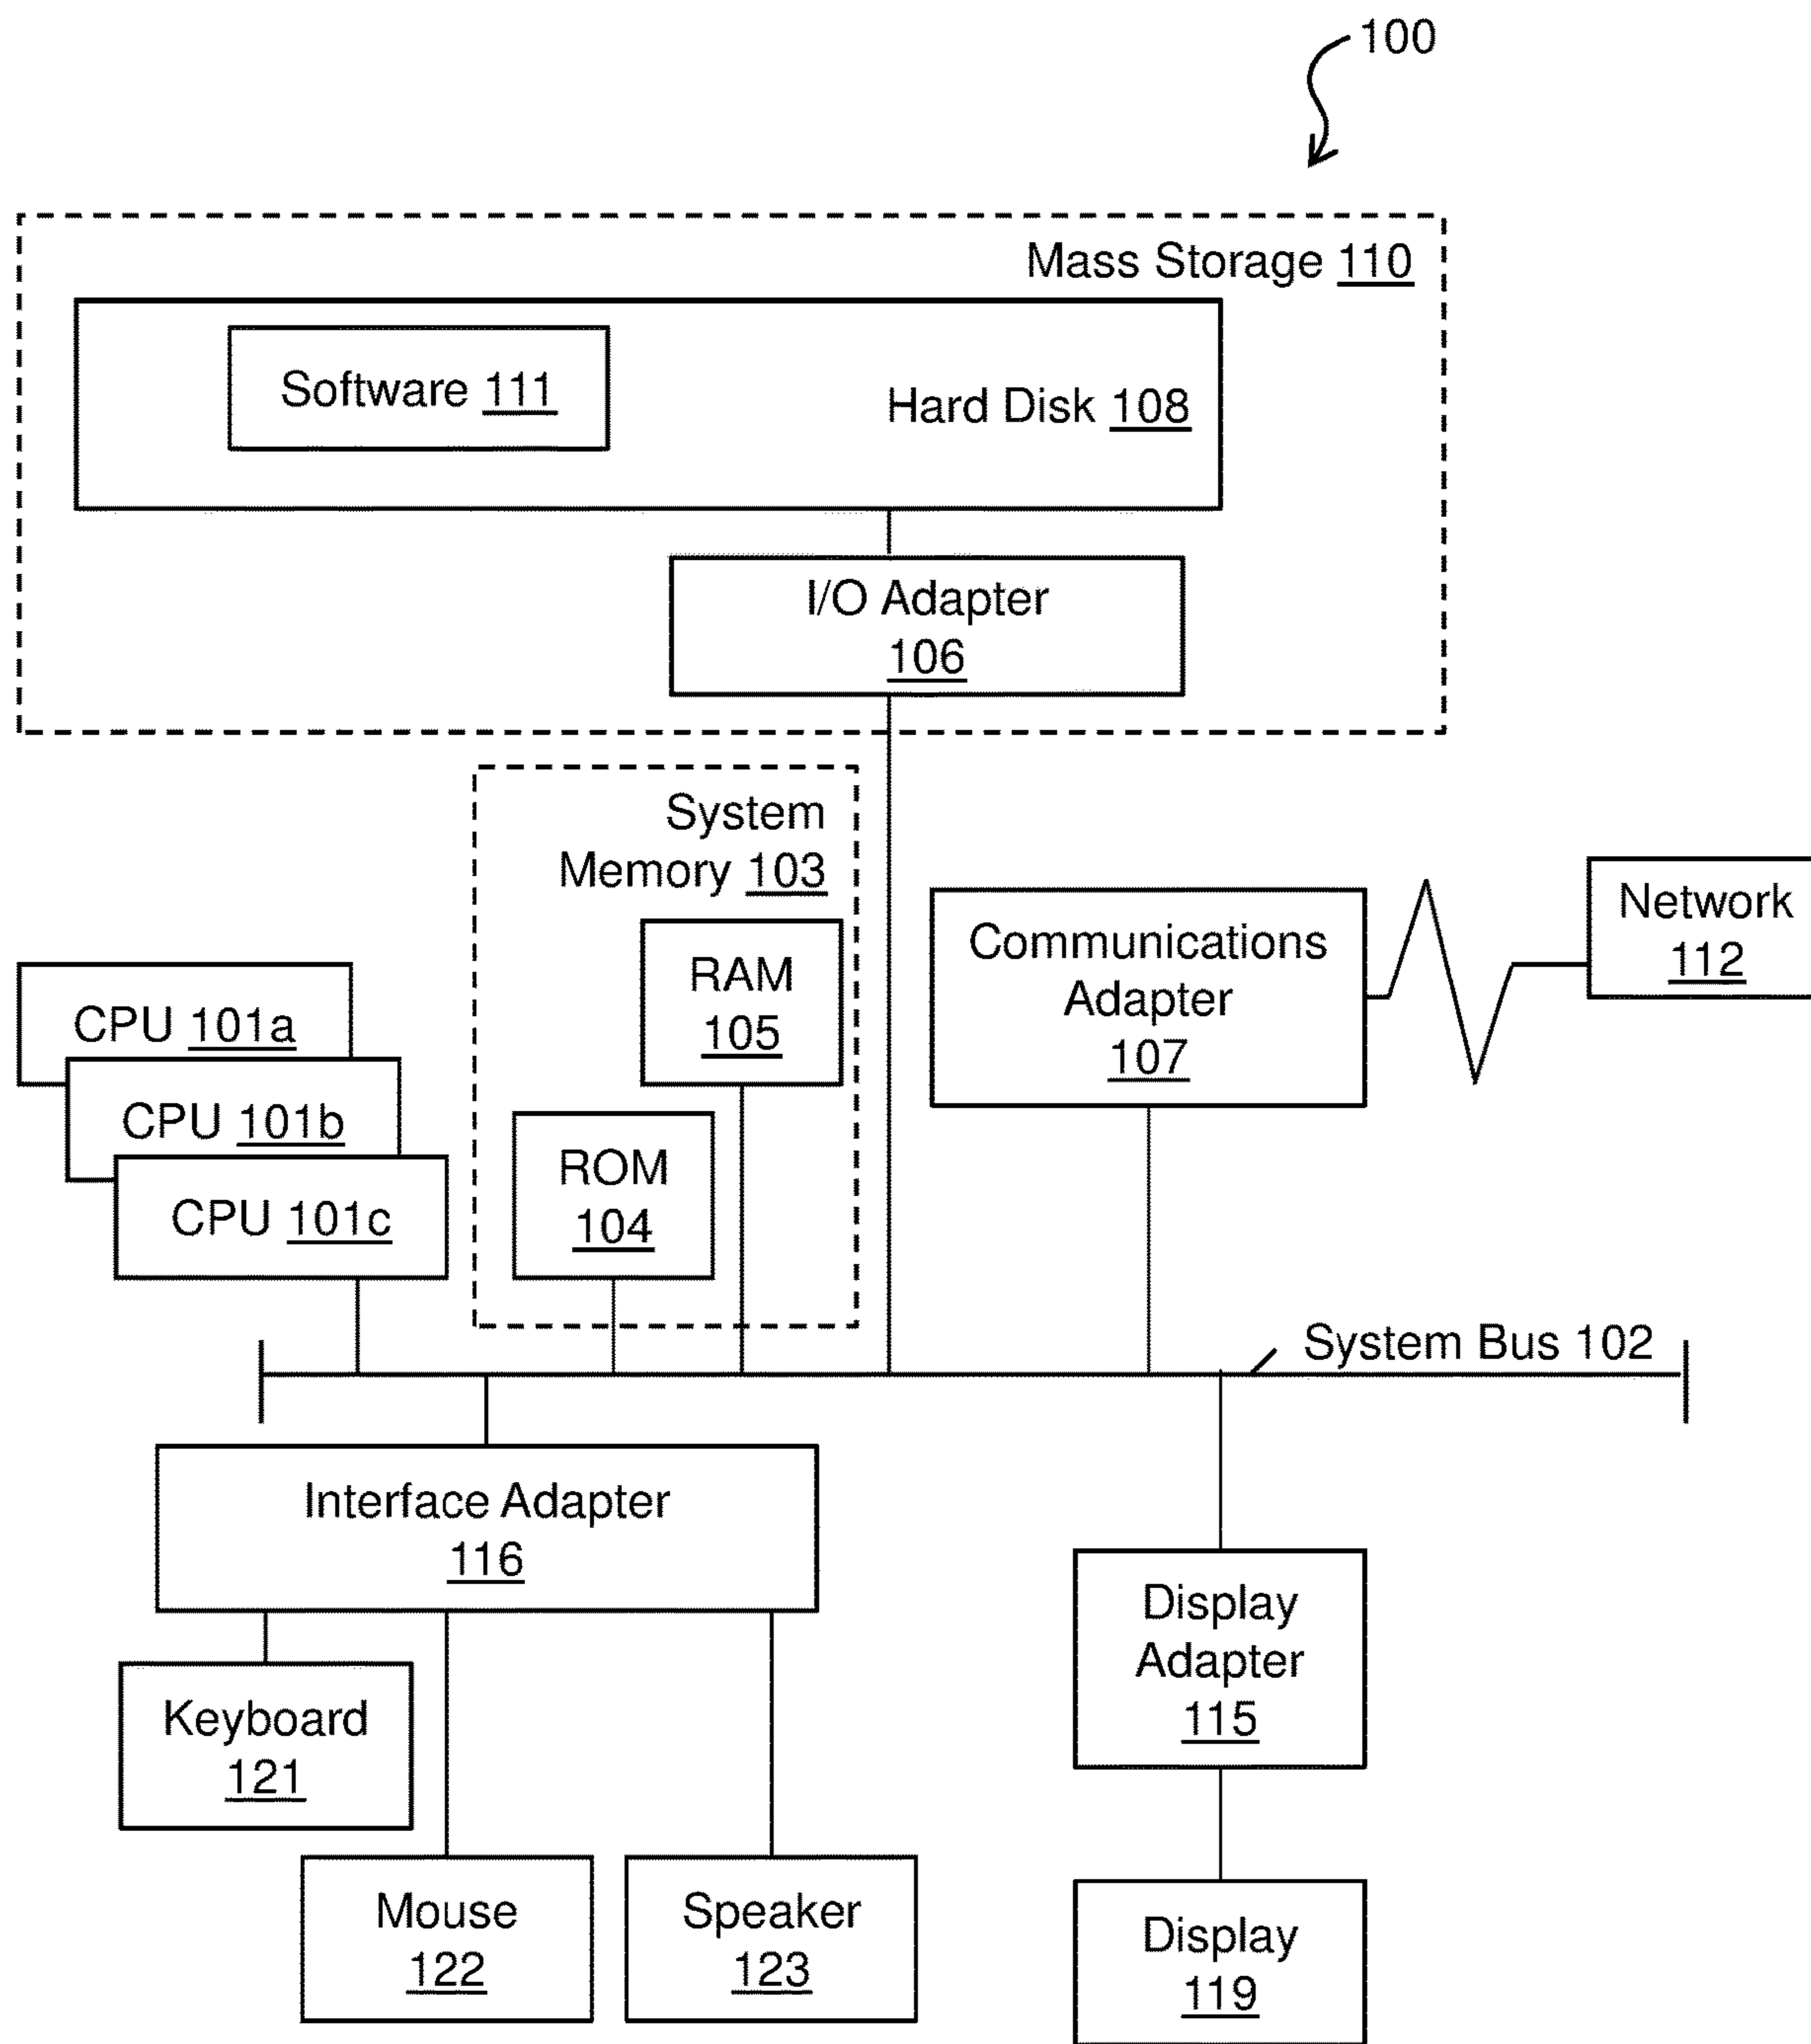 100
Mass Storage 110
Software 111
Hard Disk 108
I/O Adapter
106
System
Memory 103
RAM
105
ROM
104
CPU 101a
CPU 101b
CPU 101c
Communications
Adapter
107
Network
112
System Bus 102
Interface Adapter
116
Keyboard
121
Mouse
122
Speaker
123
Display
Adapter
115
Display
119